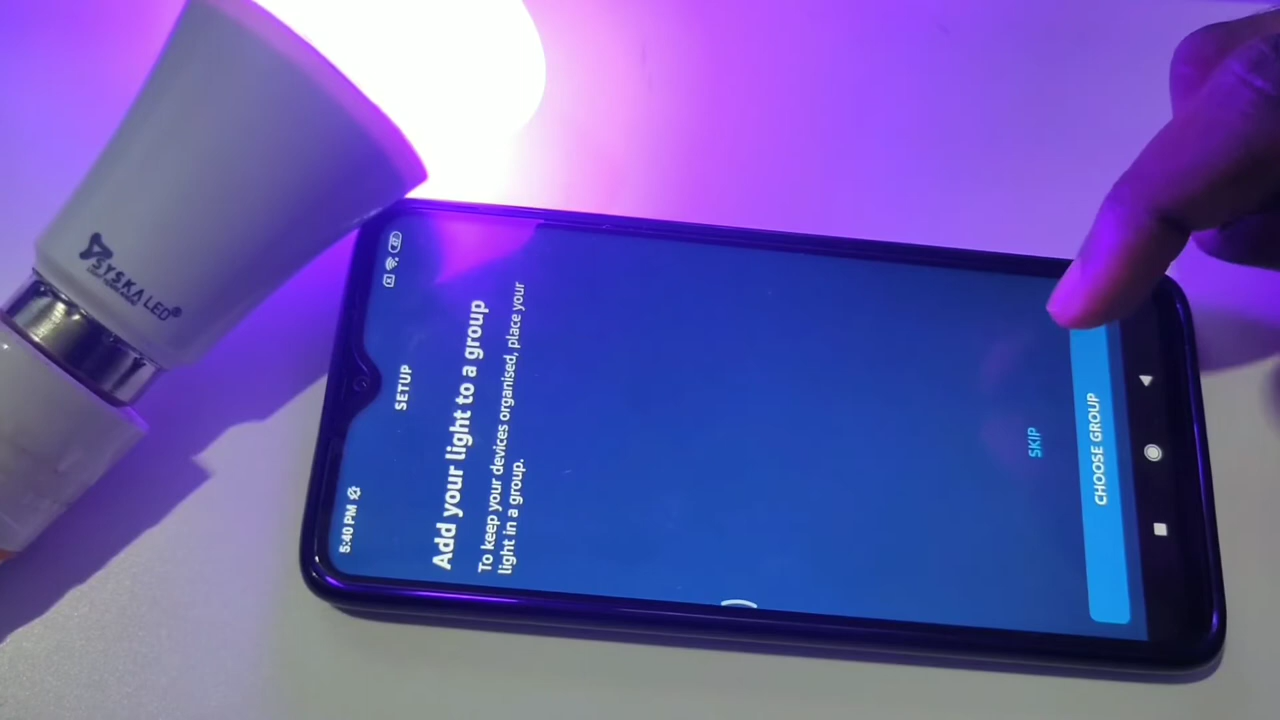 SYSKA LED®
5:40 PM
47
SETUP
Add your light to a group
To keep your devices organised, place your
light in a group.
SKIP
CHOOSE GROUP